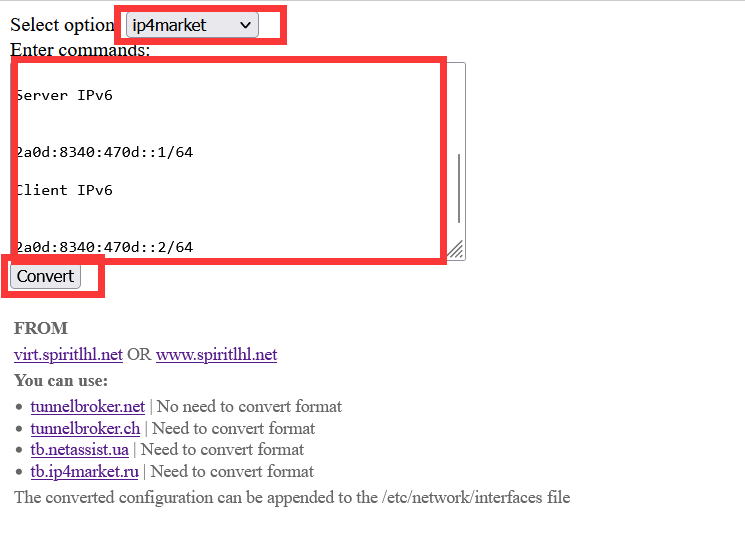 Select option ip4market
Enter commands:
Server IPv6
2a0d:8340:470d::1/64
Client IPv6
2a0d:8340:470d::2/64
Convert
FROM
virt.spiritlhl.net OR www.spiritlhl.net
You can use:
• tunnelbroker.net | No need to convert format
• tunnelbroker.ch | Need to convert format
• tb.netassist.ua | Need to convert format
• tb.ip4market.ru | Need to convert format
The converted configuration can be appended to the /etc/network/interfaces file